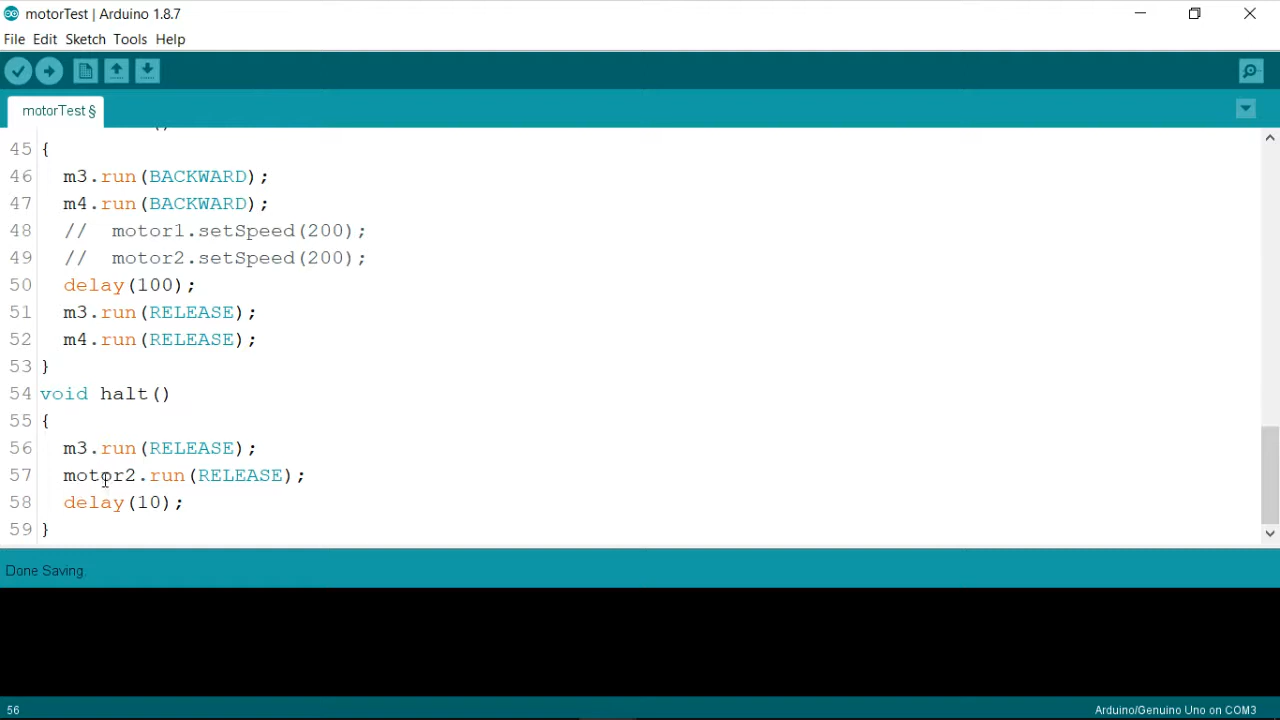 motorTest | Arduino 1.8.7
File Edit Sketch Tools Help
motorTest §
45 {
46 m3.run(BACKWARD);
47 m4.run(BACKWARD);
48 //  motor1.setSpeed(200);
49 //  motor2.setSpeed(200);
50 delay(100);
51 m3.run(RELEASE);
52 m4.run(RELEASE);
53 }
54 void halt()
55 {
56 m3.run(RELEASE);
57 motor2.run(RELEASE);
58 delay(10);
59 }
Done Saving.
56 Arduino/Genuino Uno on COM3